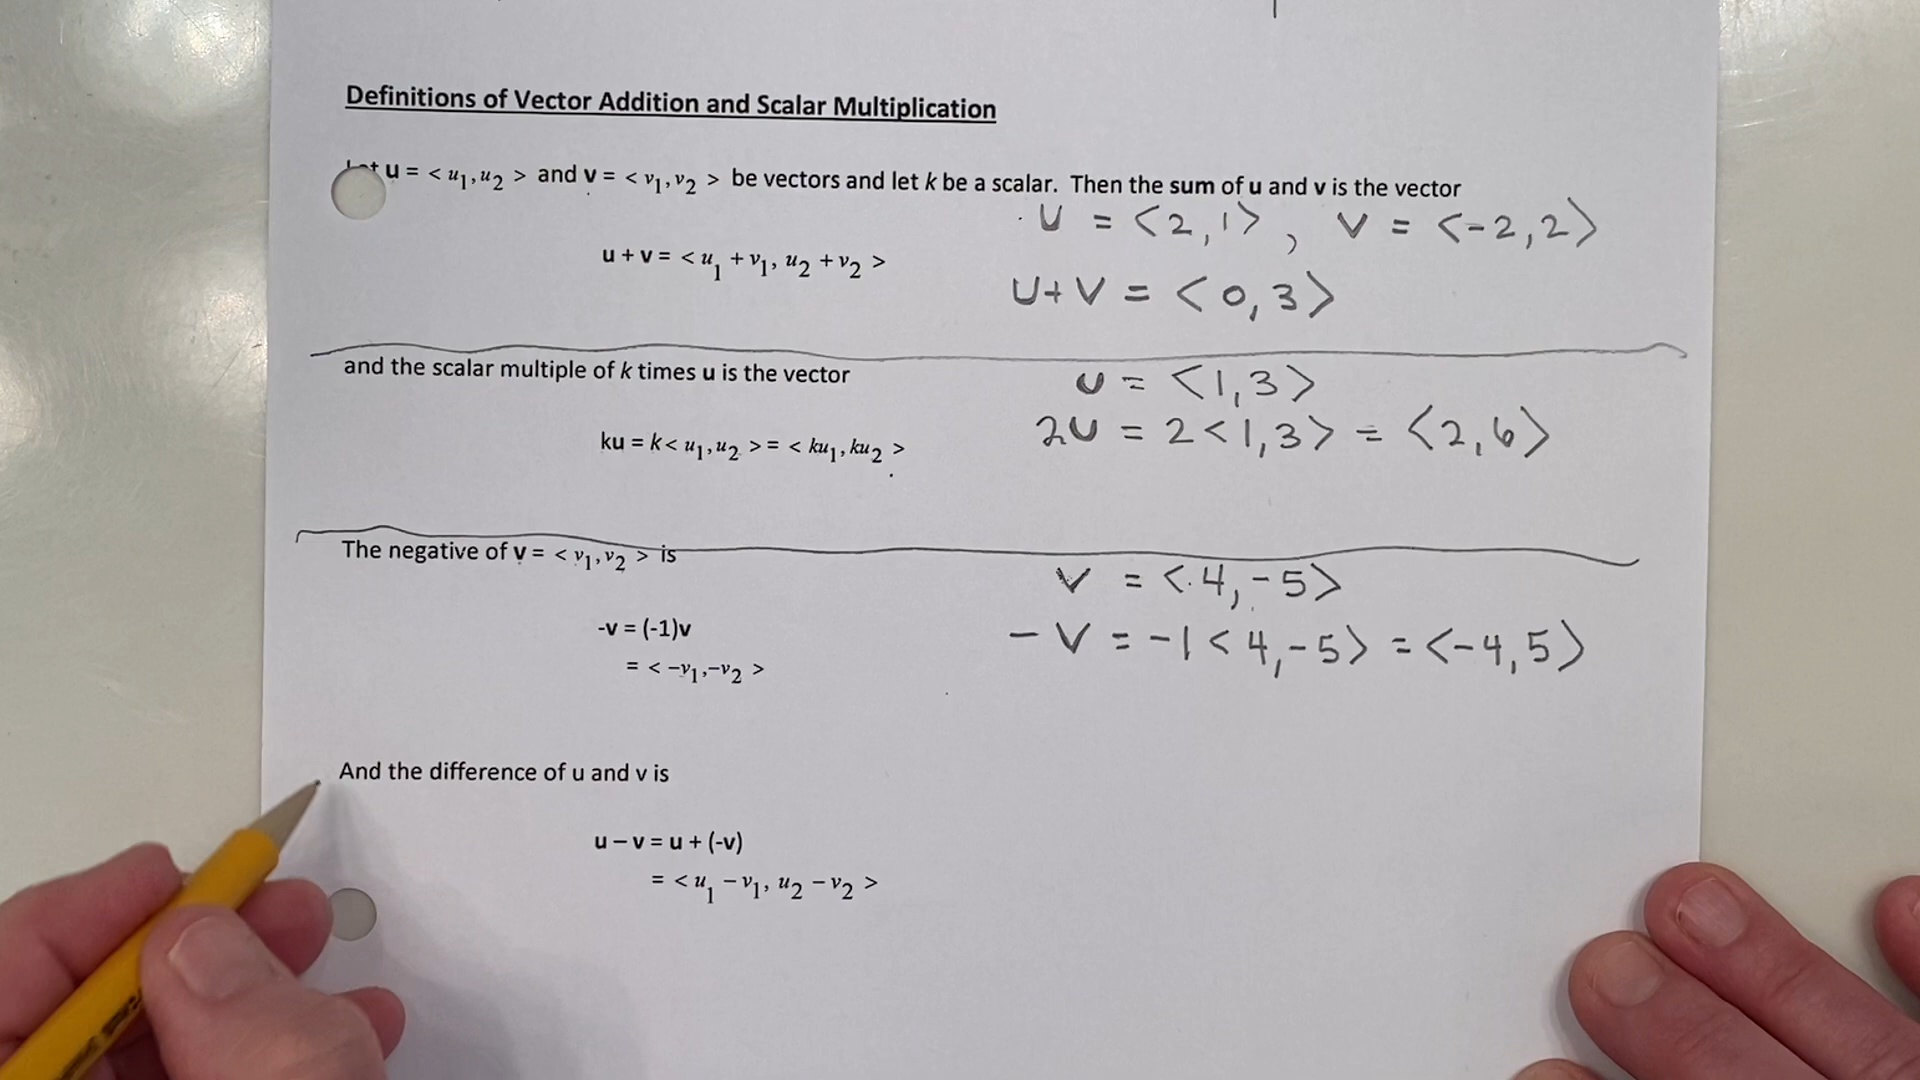 Definitions of Vector Addition and Scalar Multiplication
u = < u1, u2 > and v = < v1, v2 > be vectors and let k be a scalar. Then the sum of u and v is the vector
U = <2,1>, V = <-2,2>
u + v = < u1 + v1, u2 + v2 >
U+V = <0,3>
and the scalar multiple of k times u is the vector
U = <1,3>
ku = k< u1, u2 > = < ku1, ku2 >
2U = 2<1,3> = <2,6>
The negative of v = < v1, v2 > is
V = <4,-5>
-v = (-1)v
-V = -1<4,-5> = <-4,5>
= < -v1, -v2 >
And the difference of u and v is
u – v = u + (-v)
= < u1 - v1, u2 - v2 >